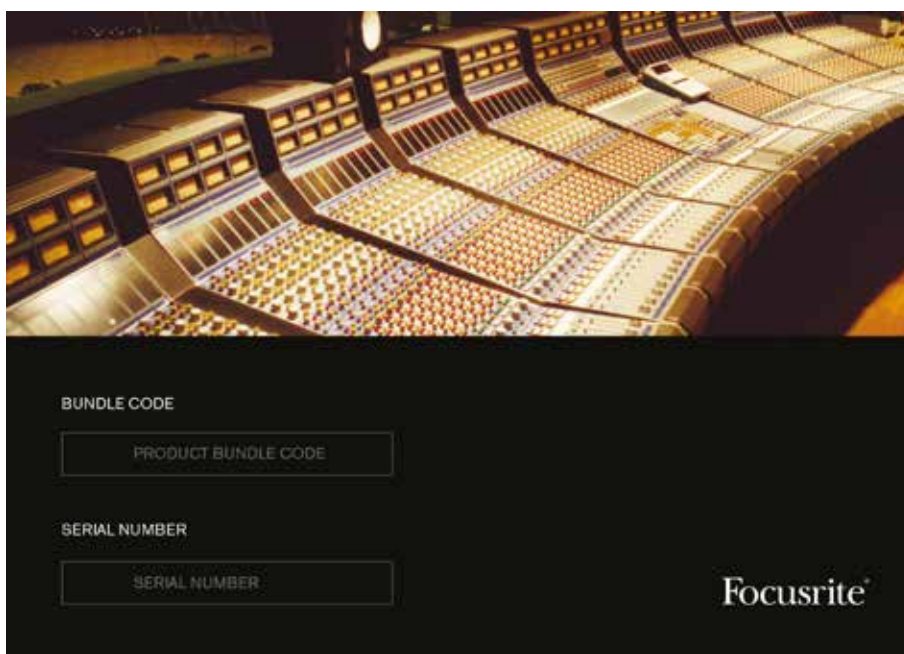 BUNDLE CODE
PRODUCT BUNDLE CODE
SERIAL NUMBER
SERIAL NUMBER
Focusrite®